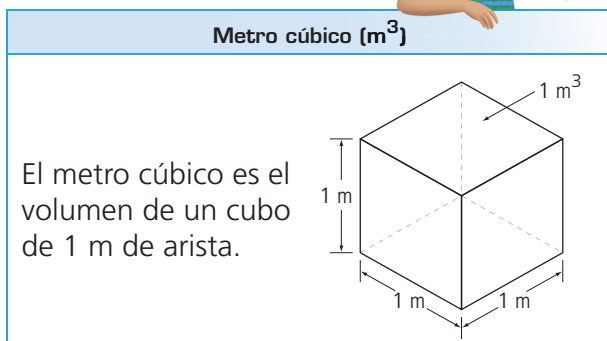 Metro cúbico (m³)
El metro cúbico es el
volumen de un cubo
de 1 m de arista.
1 m³
1 m
1 m
1 m